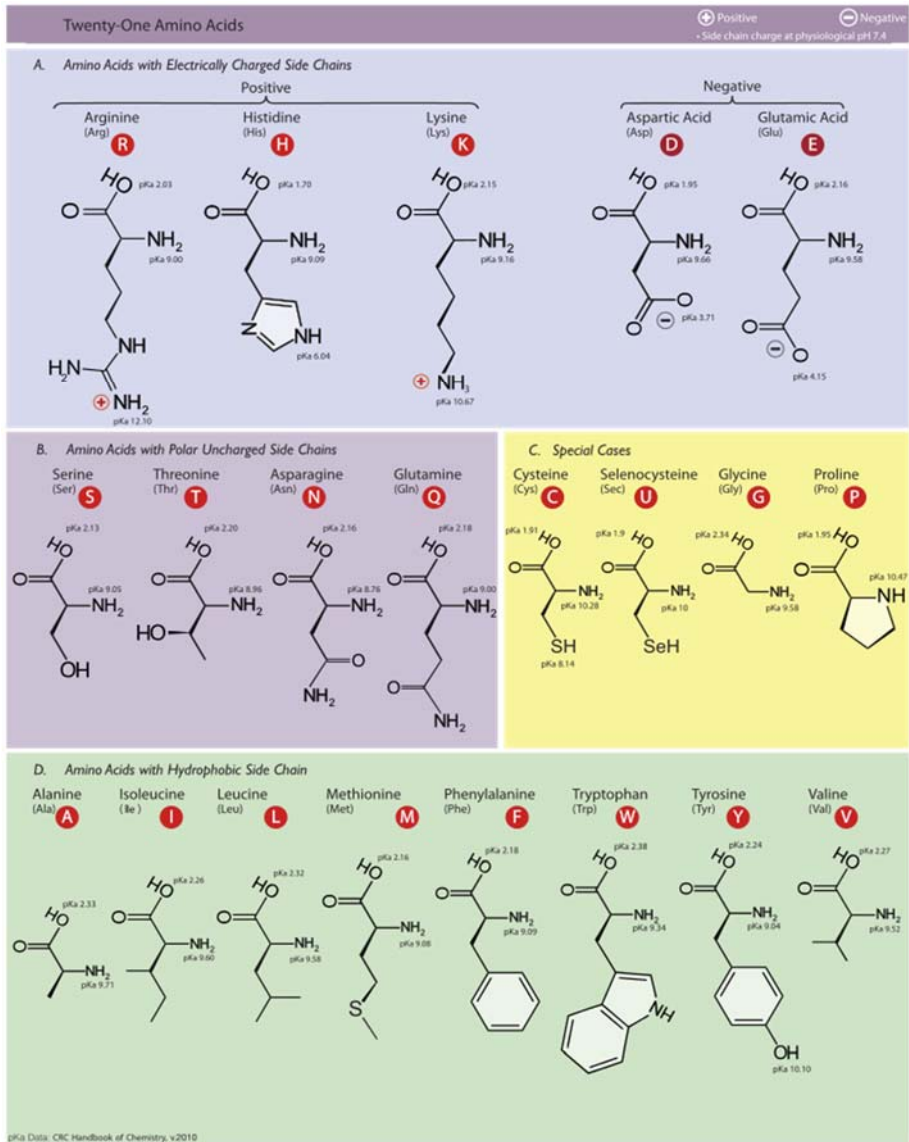 Twenty-One Amino Acids
+ Positive − Negative
• Side chain charge at physiological pH 7.4
A. Amino Acids with Electrically Charged Side Chains
Positive Negative
Arginine Histidine Lysine Aspartic Acid Glutamic Acid
(Arg) R (His) H (Lys) K (Asp) D (Glu) E
HO pKa 2.03 HO pKa 1.70 HO pKa 2.15 HO pKa 1.95 HO pKa 2.16
O O O O O
NH2 NH2 NH2 NH2 NH2
pKa 9.00 pKa 9.09 pKa 9.16 pKa 9.66 pKa 9.58
O
N NH O − pKa 3.71
NH pKa 6.04 O − O
H2N + NH3 pKa 4.15
+ NH2 pKa 10.67
pKa 12.10
B. Amino Acids with Polar Uncharged Side Chains
Serine Threonine Asparagine Glutamine
(Ser) S (Thr) T (Asn) N (Gln) Q
pKa 2.13 pKa 2.20 pKa 2.16 pKa 2.18
HO HO HO HO
O O O O
pKa 9.05 pKa 8.96 pKa 8.76 pKa 9.00
NH2 NH2 NH2 NH2
HO
OH O O
NH2 NH2
C. Special Cases
Cysteine Selenocysteine Glycine Proline
(Cys) C (Sec) U (Gly) G (Pro) P
pKa 1.91 pKa 1.9 pKa 2.34 pKa 1.95
HO HO HO HO
O O O O pKa 10.47
NH2 NH2 NH2 NH
pKa 10.28 pKa 10 pKa 9.58
SH SeH
pKa 8.14
D. Amino Acids with Hydrophobic Side Chain
Alanine Isoleucine Leucine Methionine Phenylalanine Tryptophan Tyrosine Valine
(Ala) A (Ile) I (Leu) L (Met) M (Phe) F (Trp) W (Tyr) Y (Val) V
pKa 2.33 pKa 2.26 pKa 2.32 pKa 2.16 pKa 2.18 pKa 2.38 pKa 2.24 pKa 2.27
HO HO HO HO HO HO HO HO
O O O O O O O O
NH2 NH2 NH2 NH2 NH2 NH2 NH2 NH2
pKa 9.71 pKa 9.60 pKa 9.58 pKa 9.08 pKa 9.09 pKa 9.34 pKa 9.04 pKa 9.52
S NH OH
pKa 10.10
pKa Data: CRC Handbook of Chemistry, v.2010